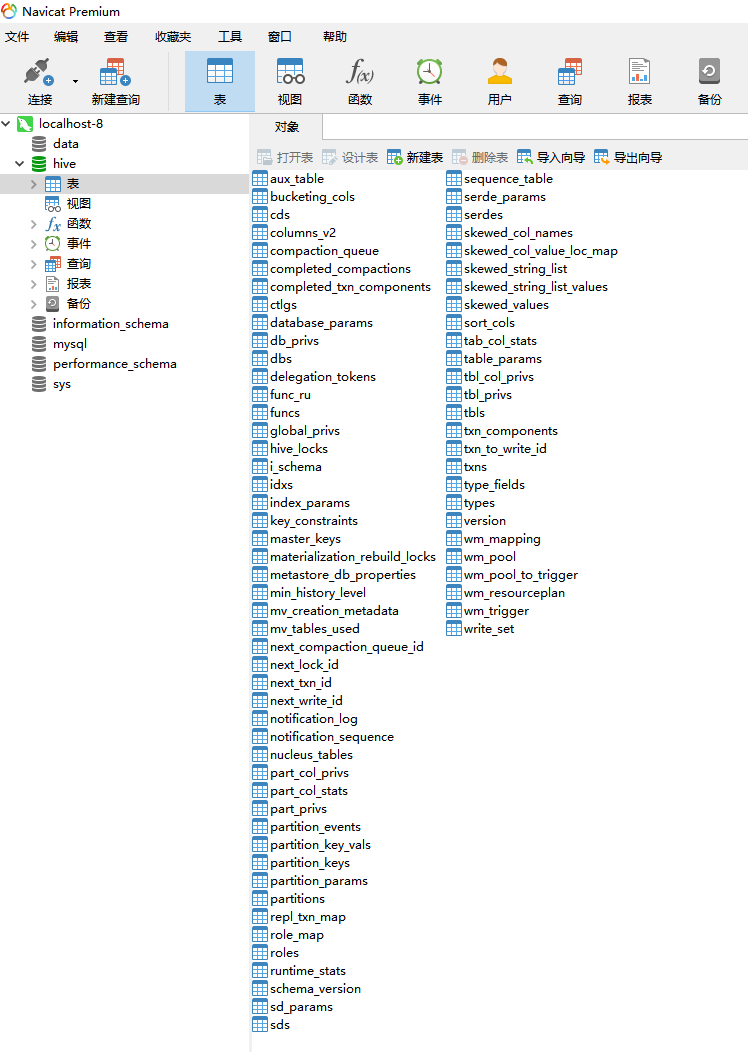 Navicat Premium
文件 编辑 查看 收藏夹 工具 窗口 帮助
连接 新建查询 表 视图 函数 事件 用户 查询 报表 备份
localhost-8
data
hive
表
视图
函数
事件
查询
报表
备份
information_schema
mysql
performance_schema
sys
对象
打开表 设计表 新建表 删除表 导入向导 导出向导
aux_table
bucketing_cols
cds
columns_v2
compaction_queue
completed_compactions
completed_txn_components
ctlgs
database_params
db_privs
dbs
delegation_tokens
func_ru
funcs
global_privs
hive_locks
i_schema
idxs
index_params
key_constraints
master_keys
materialization_rebuild_locks
metastore_db_properties
min_history_level
mv_creation_metadata
mv_tables_used
next_compaction_queue_id
next_lock_id
next_txn_id
next_write_id
notification_log
notification_sequence
nucleus_tables
part_col_privs
part_col_stats
part_privs
partition_events
partition_key_vals
partition_keys
partition_params
partitions
repl_txn_map
role_map
roles
runtime_stats
schema_version
sd_params
sds
sequence_table
serde_params
serdes
skewed_col_names
skewed_col_value_loc_map
skewed_string_list
skewed_string_list_values
skewed_values
sort_cols
tab_col_stats
table_params
tbl_col_privs
tbl_privs
tbls
txn_components
txn_to_write_id
txns
type_fields
types
version
wm_mapping
wm_pool
wm_pool_to_trigger
wm_resourceplan
wm_trigger
write_set